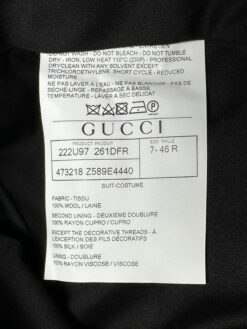 DO NOT WASH - DO NOT BLEACH - DO NOT TUMBLE
DRY - IRON, LOW HEAT 110°C (230F) - PROFESSIONAL
DRYCLEAN WITH ANY SOLVENT EXCEPT
TRICHLOROETHYLENE, SHORT CYCLE - REDUCED
MOISTURE
NE PAS LAVER - NE PAS BLANCHIR - PAS DE
SÈCHE-LINGE - REPASSAGE A BASSE
TEMPERATURE - LAVER A SEC DELICAT
P
GUCCI
PRODUCT PRODUIT
SIZE TAILLE
222U97 261DFR
7- 46 R
473218 Z589E4440
SUIT-COSTUME
FABRIC - TISSU
100% WOOL / LAINE
SECOND LINING - DEUXIEME DOUBLURE
100% RAYON CUPRO / CUPRO
EXCEPT THE DECORATIVE THREADS - À
L'EXCEPTION DES FILS DÉCORATIFS
100% SILK / SOIE
LINING - DOUBLURE
100% RAYON VISCOSE / VISCOSE